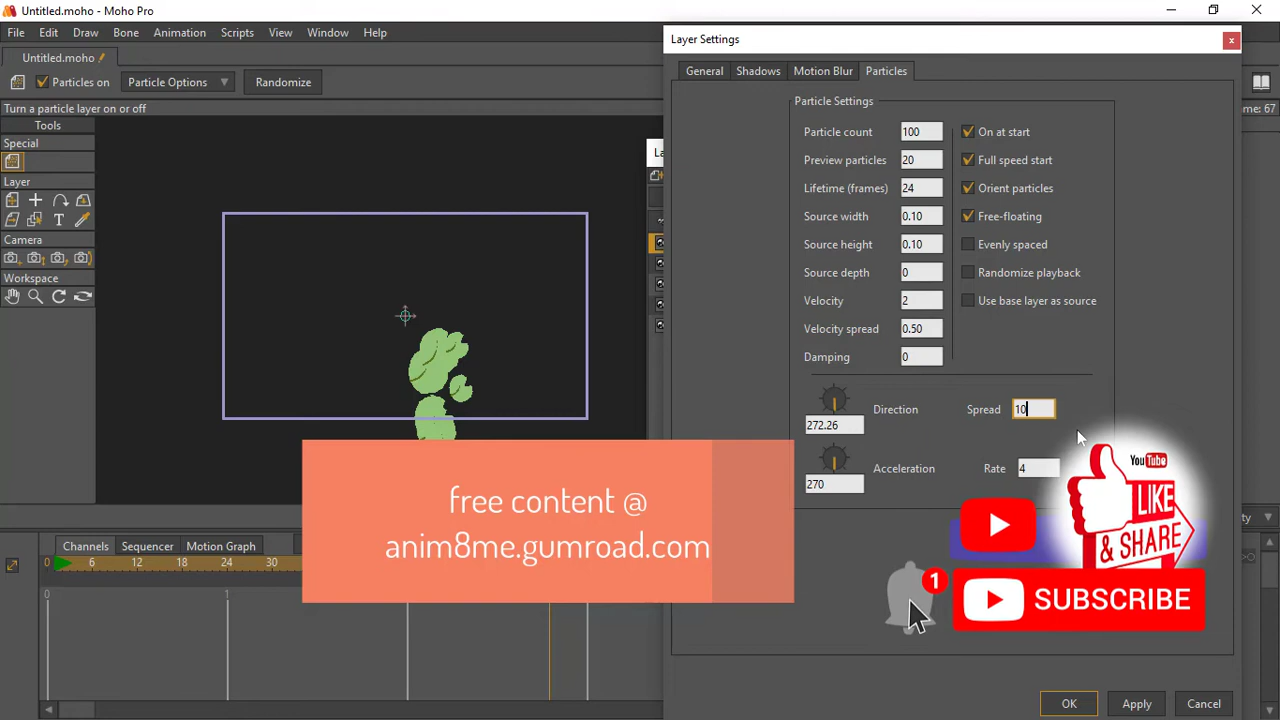 Untitled.moho - Moho Pro
File Edit Draw Bone Animation Scripts View Window Help
Untitled.moho
Particles on Particle Options Randomize
Turn a particle layer on or off
Tools
Special
Layer
T
Camera
Workspace
Channels Sequencer Motion Graph
0 6 12 18 24 30
0 1
me: 67
Layer Settings
General Shadows Motion Blur Particles
Particle Settings
Particle count 100 On at start
Preview particles 20 Full speed start
Lifetime (frames) 24 Orient particles
Source width 0.10 Free-floating
Source height 0.10 Evenly spaced
Source depth 0 Randomize playback
Velocity 2 Use base layer as source
Velocity spread 0.50
Damping 0
272.26 Direction Spread 10
270 Acceleration Rate 4
OK Apply Cancel
free content @
anim8me.gumroad.com
YouTube
LIKE
& SHARE
1
SUBSCRIBE